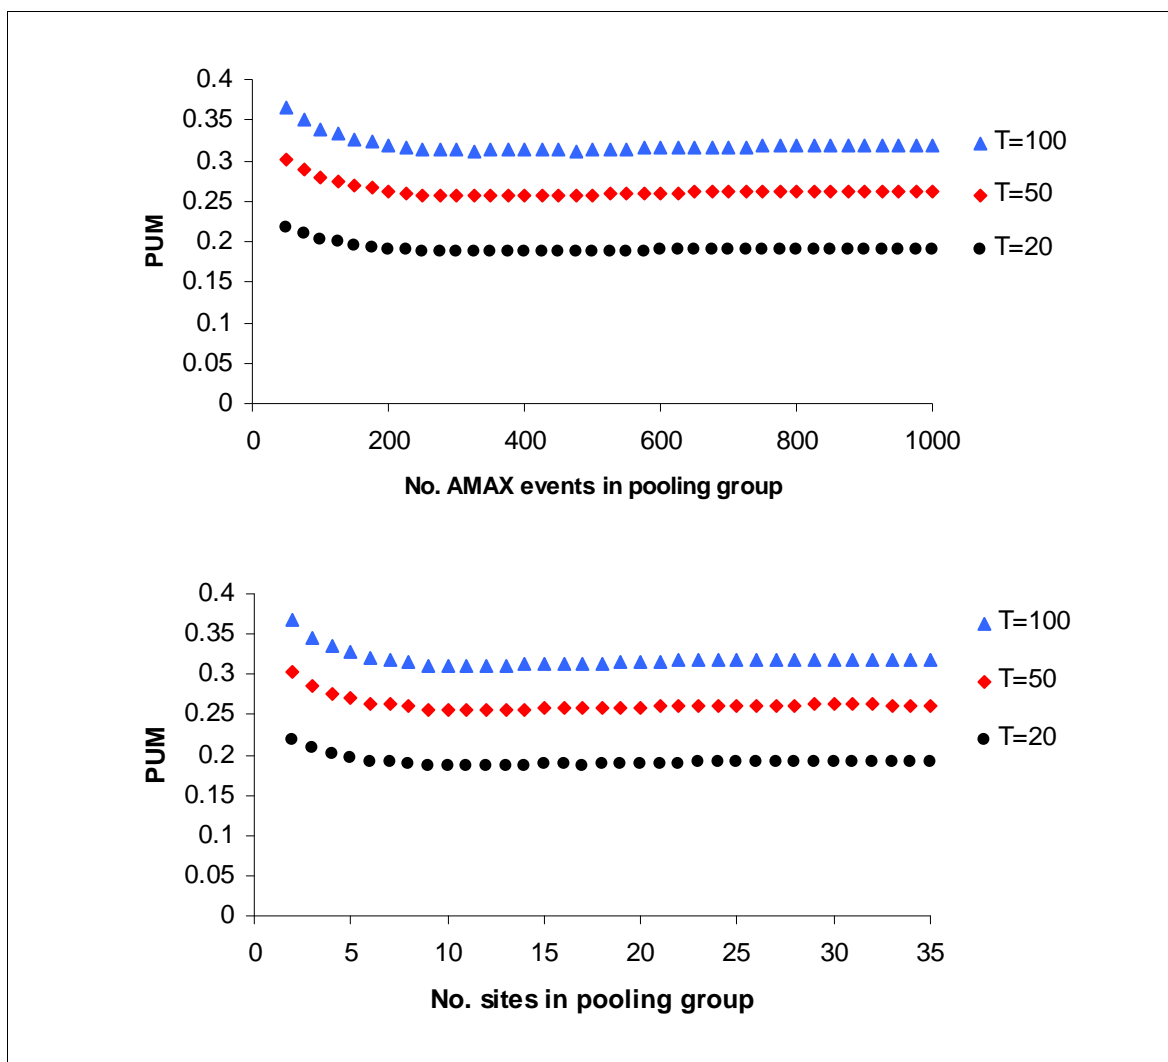 0.4
0.35
0.3
0.25
0.2
0.15
0.1
0.05
0
PUM
0 200 400 600 800 1000
No. AMAX events in pooling group
T=100
T=50
T=20
0.4
0.35
0.3
0.25
0.2
0.15
0.1
0.05
0
PUM
0 5 10 15 20 25 30 35
No. sites in pooling group
T=100
T=50
T=20